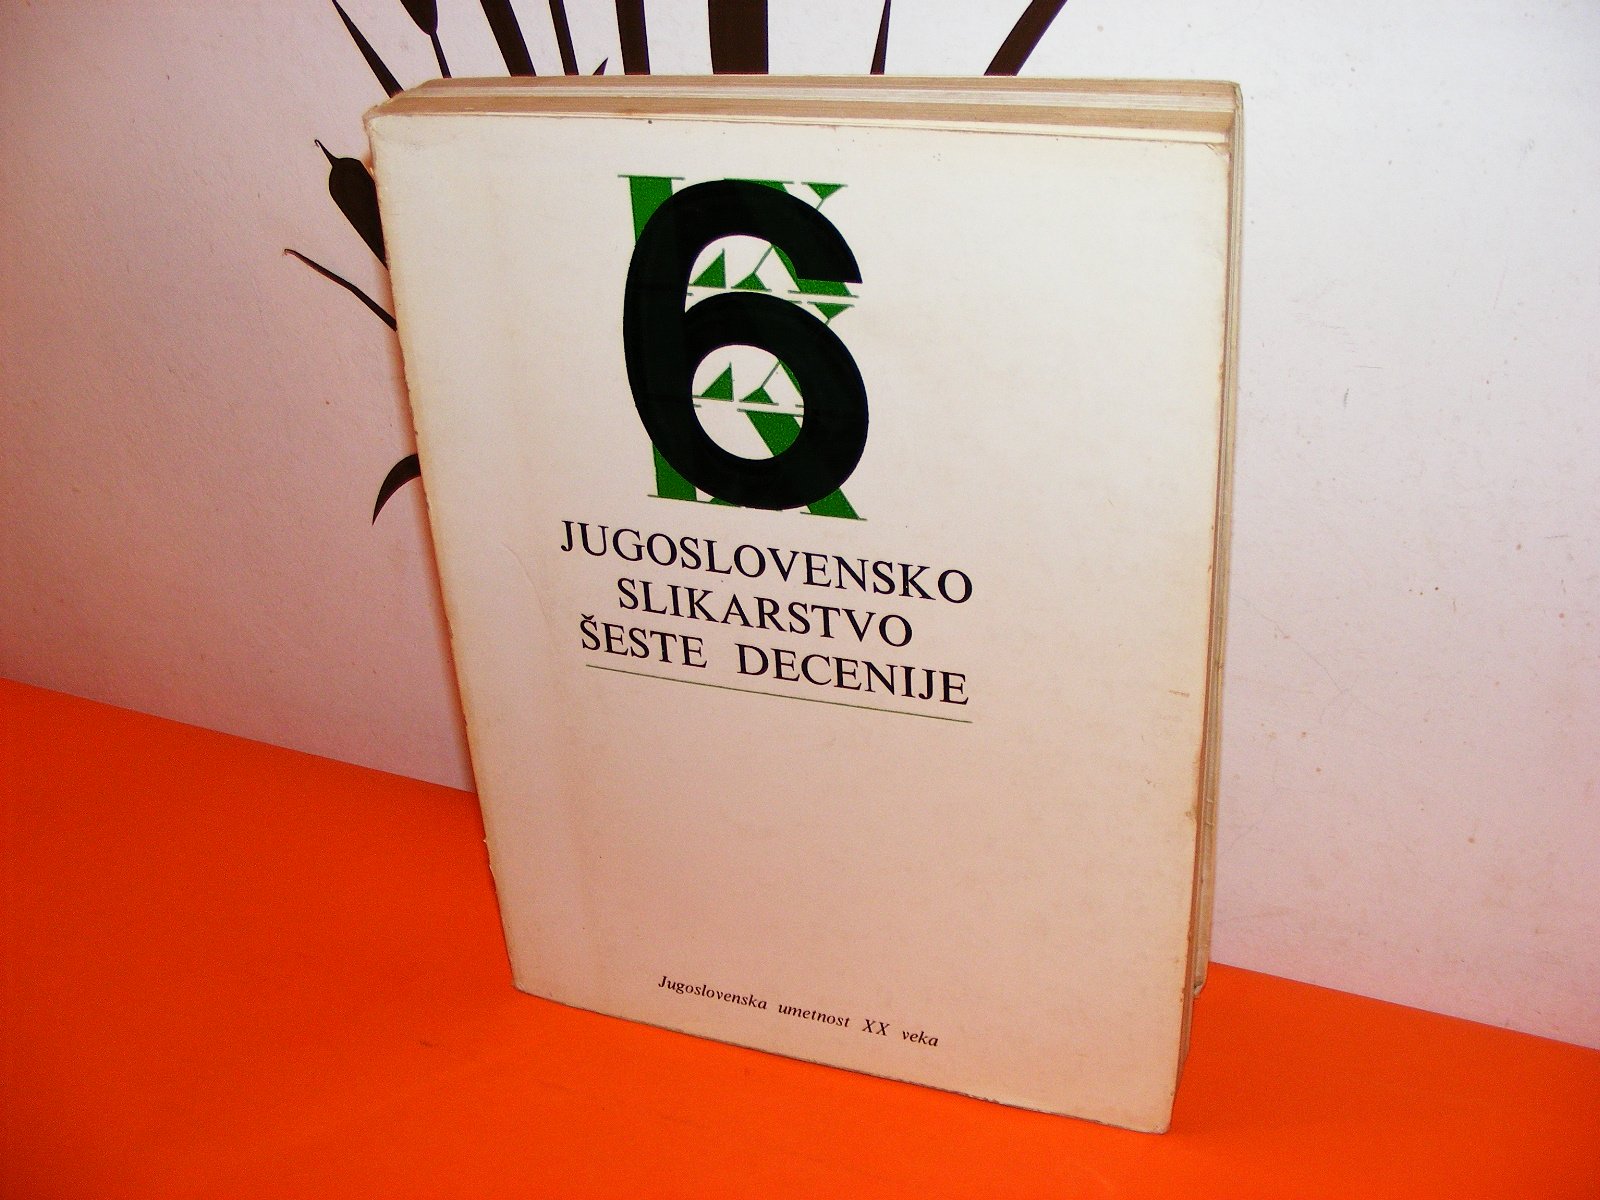 6
JUGOSLOVENSKO
SLIKARSTVO
ŠESTE DECENIJE
Jugoslovenska umetnost XX veka